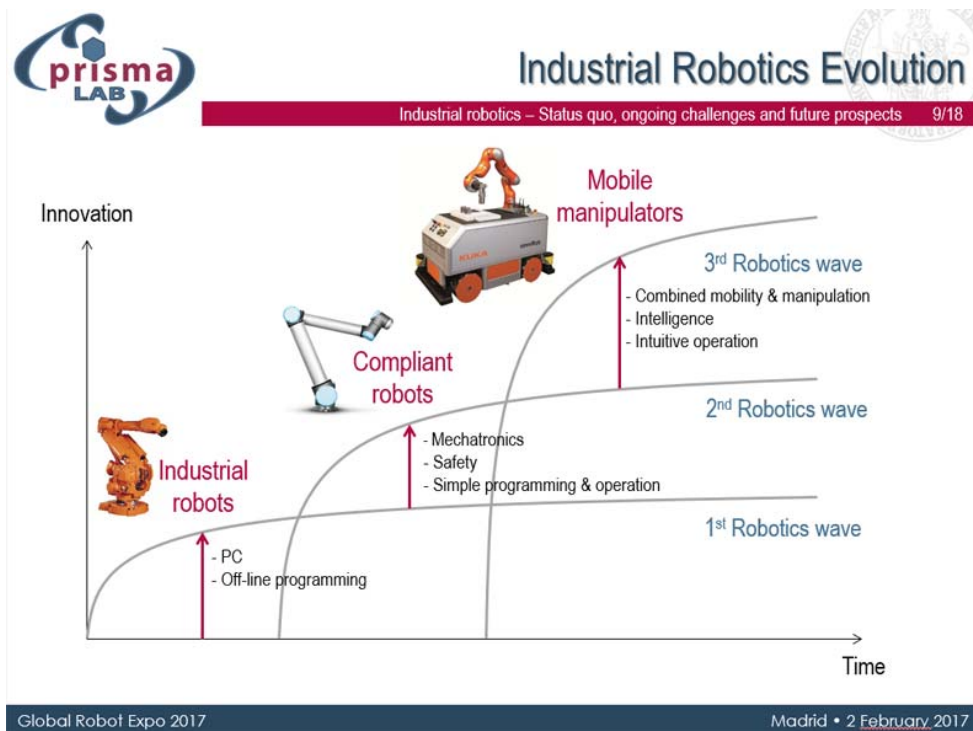 prisma
LAB
Industrial Robotics Evolution
Industrial robotics – Status quo, ongoing challenges and future prospects 9/18
Innovation
Mobile
manipulators
3rd Robotics wave
- Combined mobility & manipulation
- Intelligence
- Intuitive operation
KUKA
Compliant
robots
2nd Robotics wave
- Mechatronics
- Safety
- Simple programming & operation
Industrial
robots
1st Robotics wave
- PC
- Off-line programming
Time
Global Robot Expo 2017
Madrid • 2 February 2017